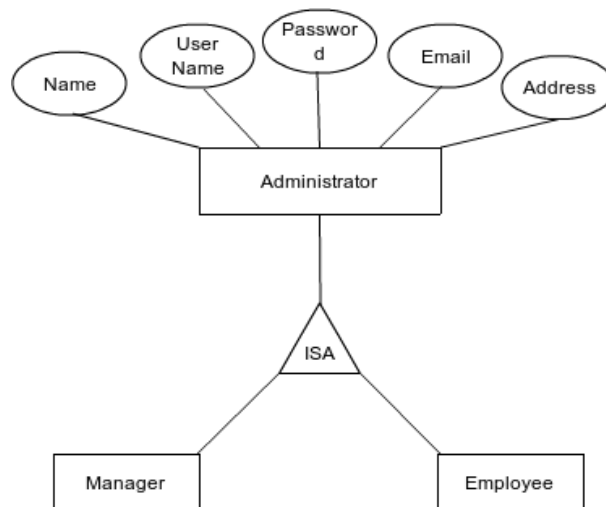 Name
User
Name
Passwor
d
Email
Address
Administrator
ISA
Manager
Employee